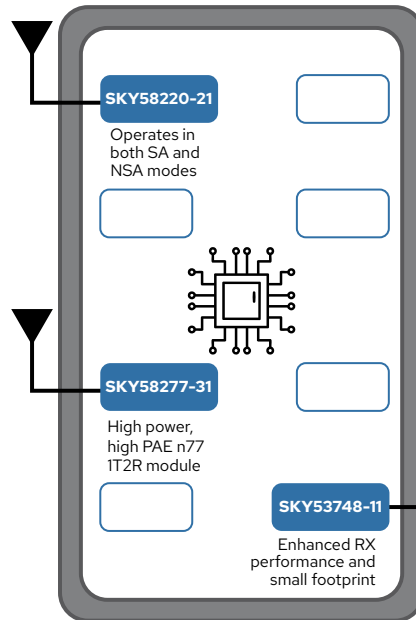 SKY58220-21
Operates in
both SA and
NSA modes
SKY58277-31
High power,
high PAE n77
1T2R module
SKY53748-11
Enhanced RX
performance and
small footprint